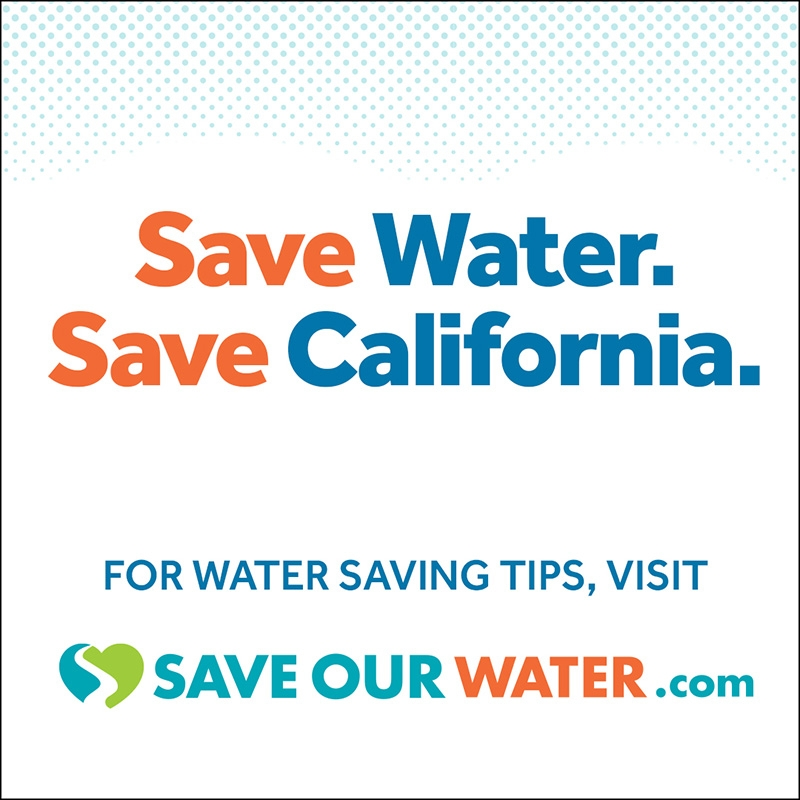 Save Water.
Save California.
FOR WATER SAVING TIPS, VISIT
SAVE OUR WATER.com